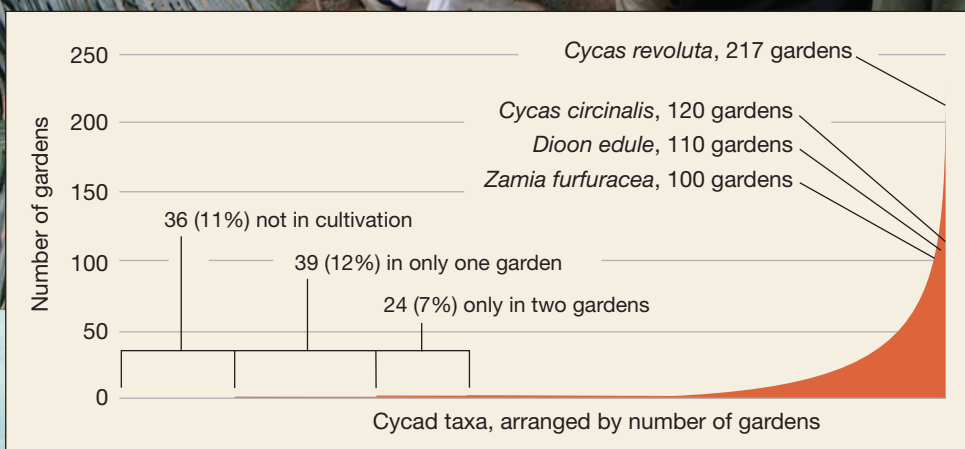 250
Cycas revoluta, 217 gardens
Cycas circinalis, 120 gardens
200
Dioon edule, 110 gardens
Zamia furfuracea, 100 gardens
150
36 (11%) not in cultivation
100
39 (12%) in only one garden
24 (7%) only in two gardens
50
0
Number of gardens
Cycad taxa, arranged by number of gardens